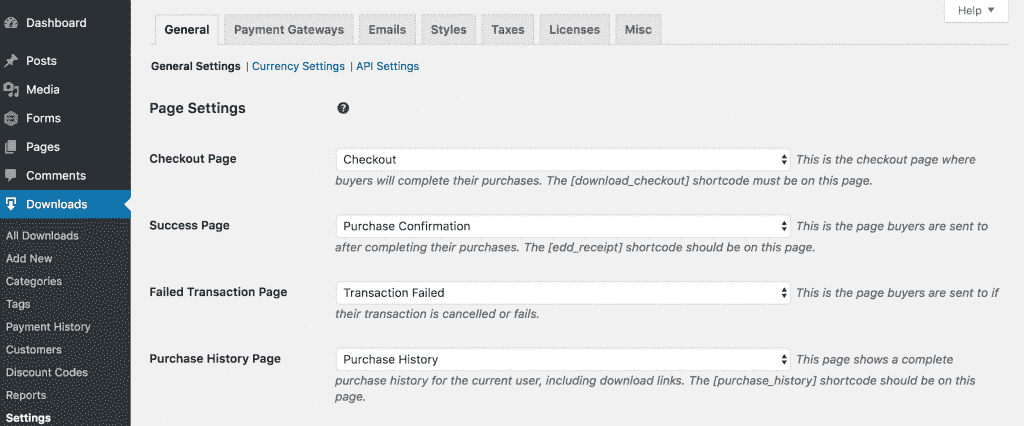 Dashboard
Posts
Media
Forms
Pages
Comments
Downloads
All Downloads
Add New
Categories
Tags
Payment History
Customers
Discount Codes
Reports
Settings
Help
General Payment Gateways Emails Styles Taxes Licenses Misc
General Settings | Currency Settings | API Settings
Page Settings ?
Checkout Page Checkout This is the checkout page where
buyers will complete their purchases. The [download_checkout] shortcode must be on this page.
Success Page Purchase Confirmation This is the page buyers are sent to
after completing their purchases. The [edd_receipt] shortcode should be on this page.
Failed Transaction Page Transaction Failed This is the page buyers are sent to if
their transaction is cancelled or fails.
Purchase History Page Purchase History This page shows a complete
purchase history for the current user, including download links. The [purchase_history] shortcode should be on this
page.